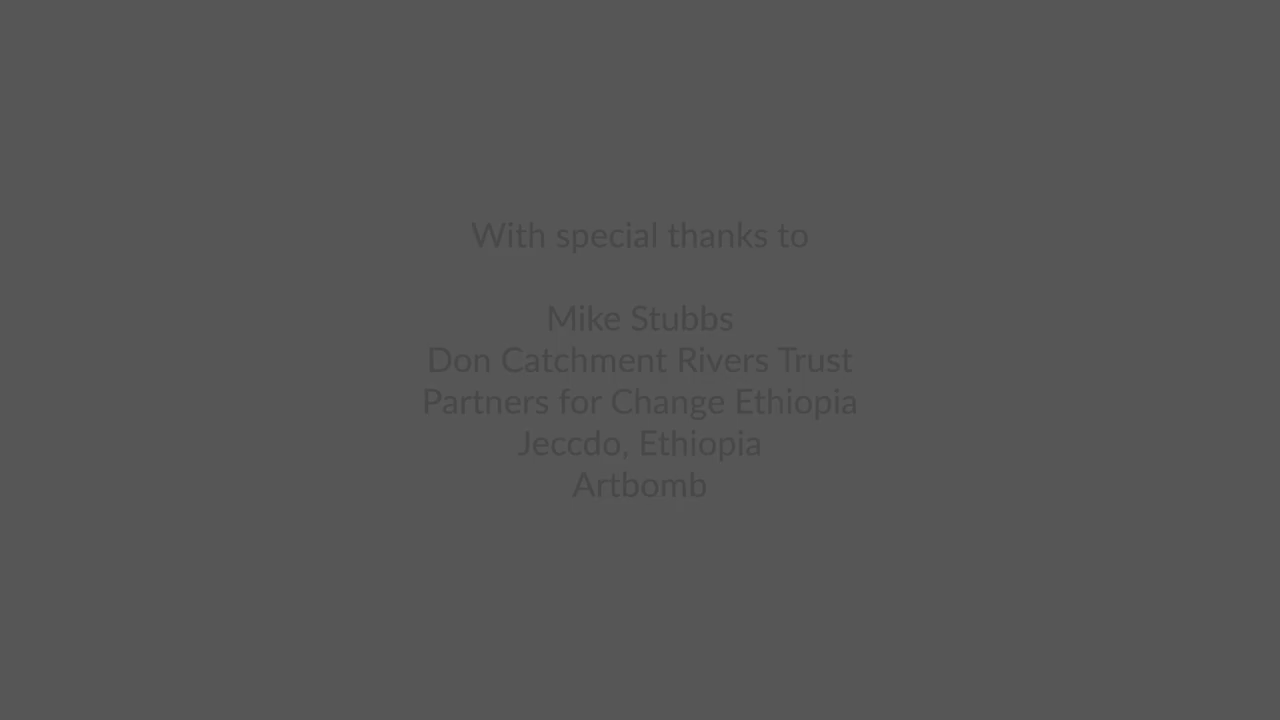 With special thanks to
Mike Stubbs
Don Catchment Rivers Trust
Partners for Change Ethiopia
Jeccdo, Ethiopia
Artbomb